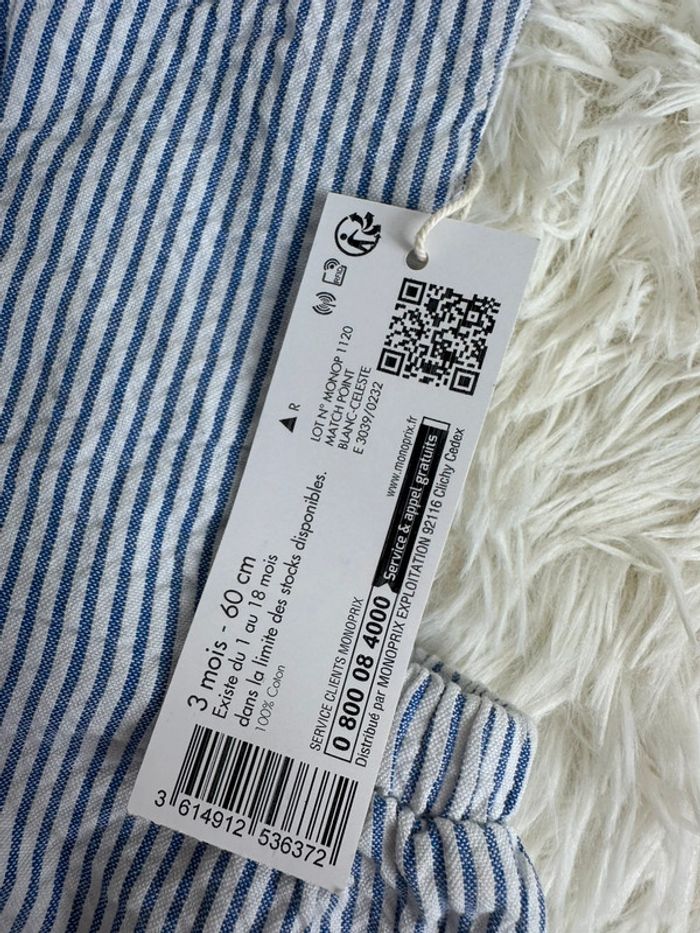 RFID
R
LOT N° MONOP 1120
MATCH POINT
BLANC-CELESTE
E 3039/0232
3 mois - 60 cm
Existe du 1 au 18 mois
dans la limite des stocks disponibles.
100% Coton
www.monoprix.fr
SERVICE CLIENTS MONOPRIX
0 800 08 4000 Service & appel gratuits
Distribué par MONOPRIX EXPLOITATION 92116 Clichy Cedex
3 614912 536372